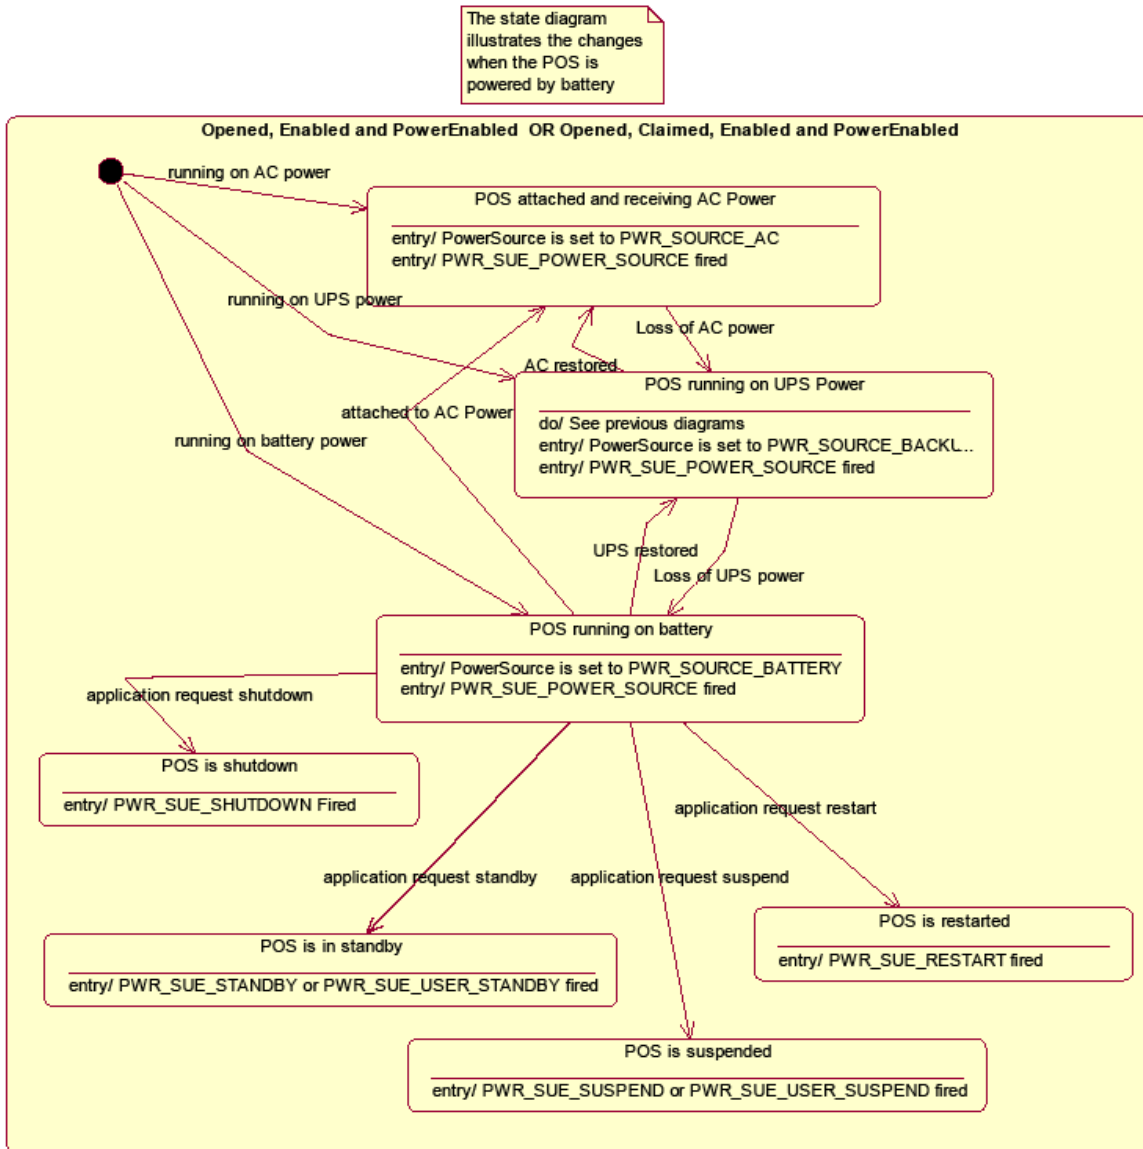 The state diagram
illustrates the changes
when the POS is
powered by battery
Opened, Enabled and PowerEnabled  OR Opened, Claimed, Enabled and PowerEnabled
running on AC power
POS attached and receiving AC Power
entry/ PowerSource is set to PWR_SOURCE_AC
entry/ PWR_SUE_POWER_SOURCE fired
running on UPS power
Loss of AC power
AC restored
POS running on UPS Power
attached to AC Power
do/ See previous diagrams
running on battery power
entry/ PowerSource is set to PWR_SOURCE_BACKU...
entry/ PWR_SUE_POWER_SOURCE fired
UPS restored
Loss of UPS power
POS running on battery
entry/ PowerSource is set to PWR_SOURCE_BATTERY
entry/ PWR_SUE_POWER_SOURCE fired
application request shutdown
POS is shutdown
entry/ PWR_SUE_SHUTDOWN Fired
application request restart
application request standby
application request suspend
POS is restarted
entry/ PWR_SUE_RESTART fired
POS is in standby
entry/ PWR_SUE_STANDBY or PWR_SUE_USER_STANDBY fired
POS is suspended
entry/ PWR_SUE_SUSPEND or PWR_SUE_USER_SUSPEND fired